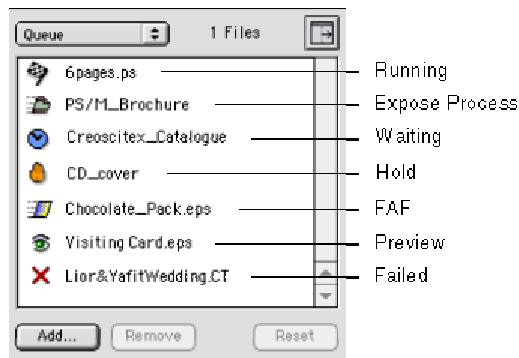 Queue 1 Files
6pages.ps Running
PS/M_Brochure Expose Process
Creoscitex_Catalogue Waiting
CD_cover Hold
Chocolate_Pack.eps FAF
Visiting Card.eps Preview
Lior&YafitWedding.CT Failed
Add... Remove Reset